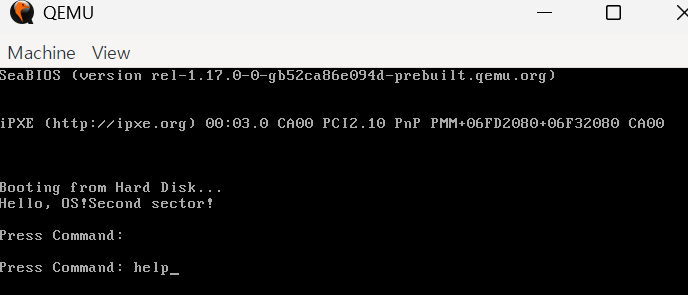 QEMU
Machine View
SeaBIOS (version rel-1.17.0-0-gb52ca86e094d-prebuilt.qemu.org)
iPXE (http://ipxe.org) 00:03.0 CA00 PCI2.10 PnP PMM+06FD2080+06F32080 CA00
Booting from Hard Disk...
Hello, OS!Second sector!
Press Command:
Press Command: help_